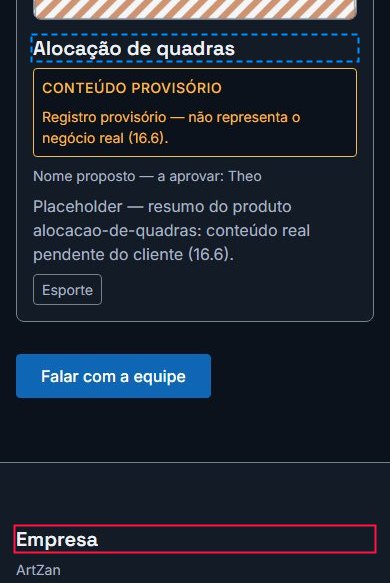 Alocação de quadras
CONTEÚDO PROVISÓRIO
Registro provisório — não representa o
negócio real (16.6).
Nome proposto — a aprovar: Theo
Placeholder — resumo do produto
alocacao-de-quadras: conteúdo real
pendente do cliente (16.6).
Esporte
Falar com a equipe
Empresa
ArtZan